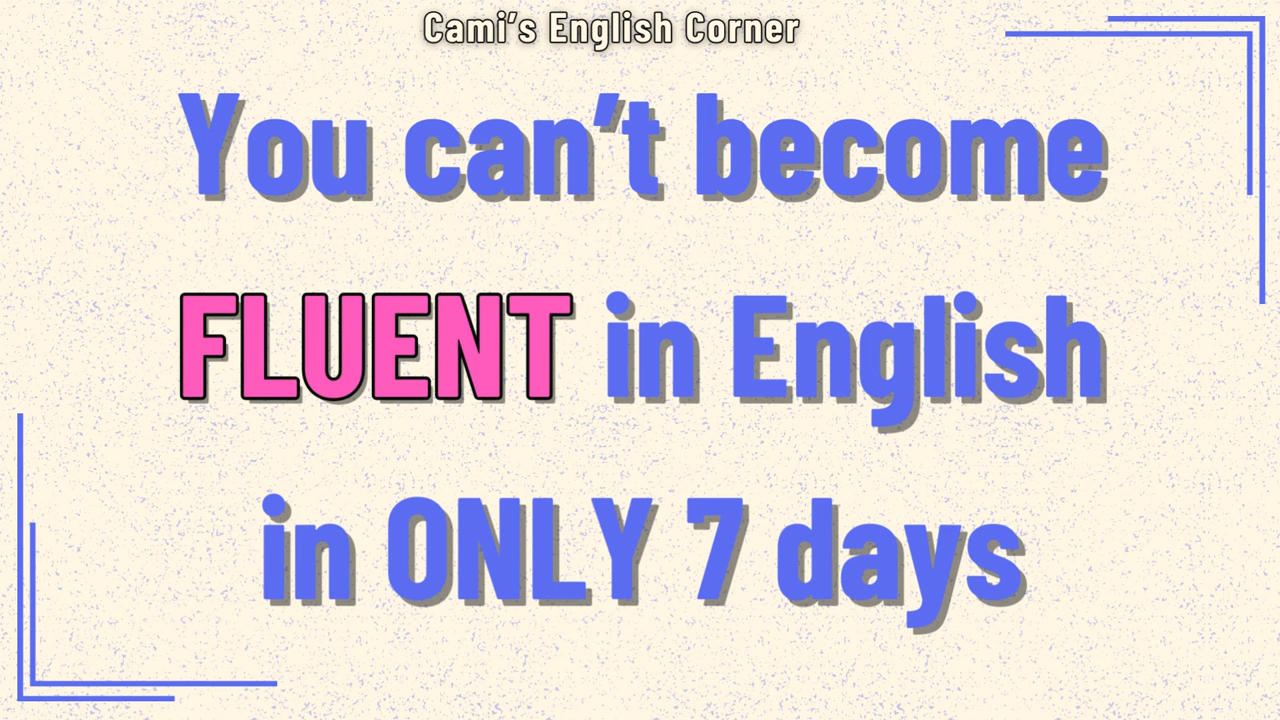 Cami’s English Corner
You can’t become
FLUENT in English
in ONLY 7 days